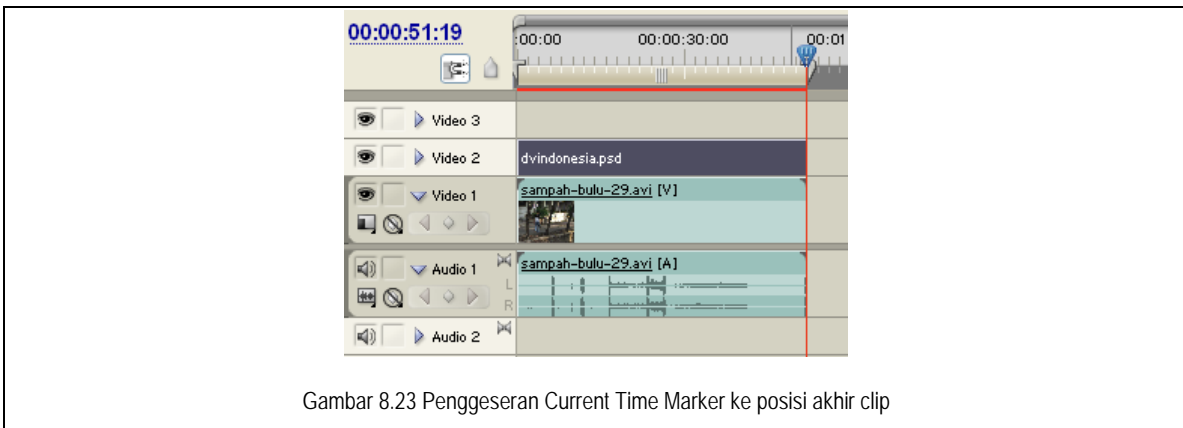 00:00:51:19
:00:00 00:00:30:00 00:01
Video 3
Video 2 dvindonesia.psd
Video 1 sampah-bulu-29.avi [V]
Audio 1 sampah-bulu-29.avi [A]
L
R
Audio 2
Gambar 8.23 Penggeseran Current Time Marker ke posisi akhir clip